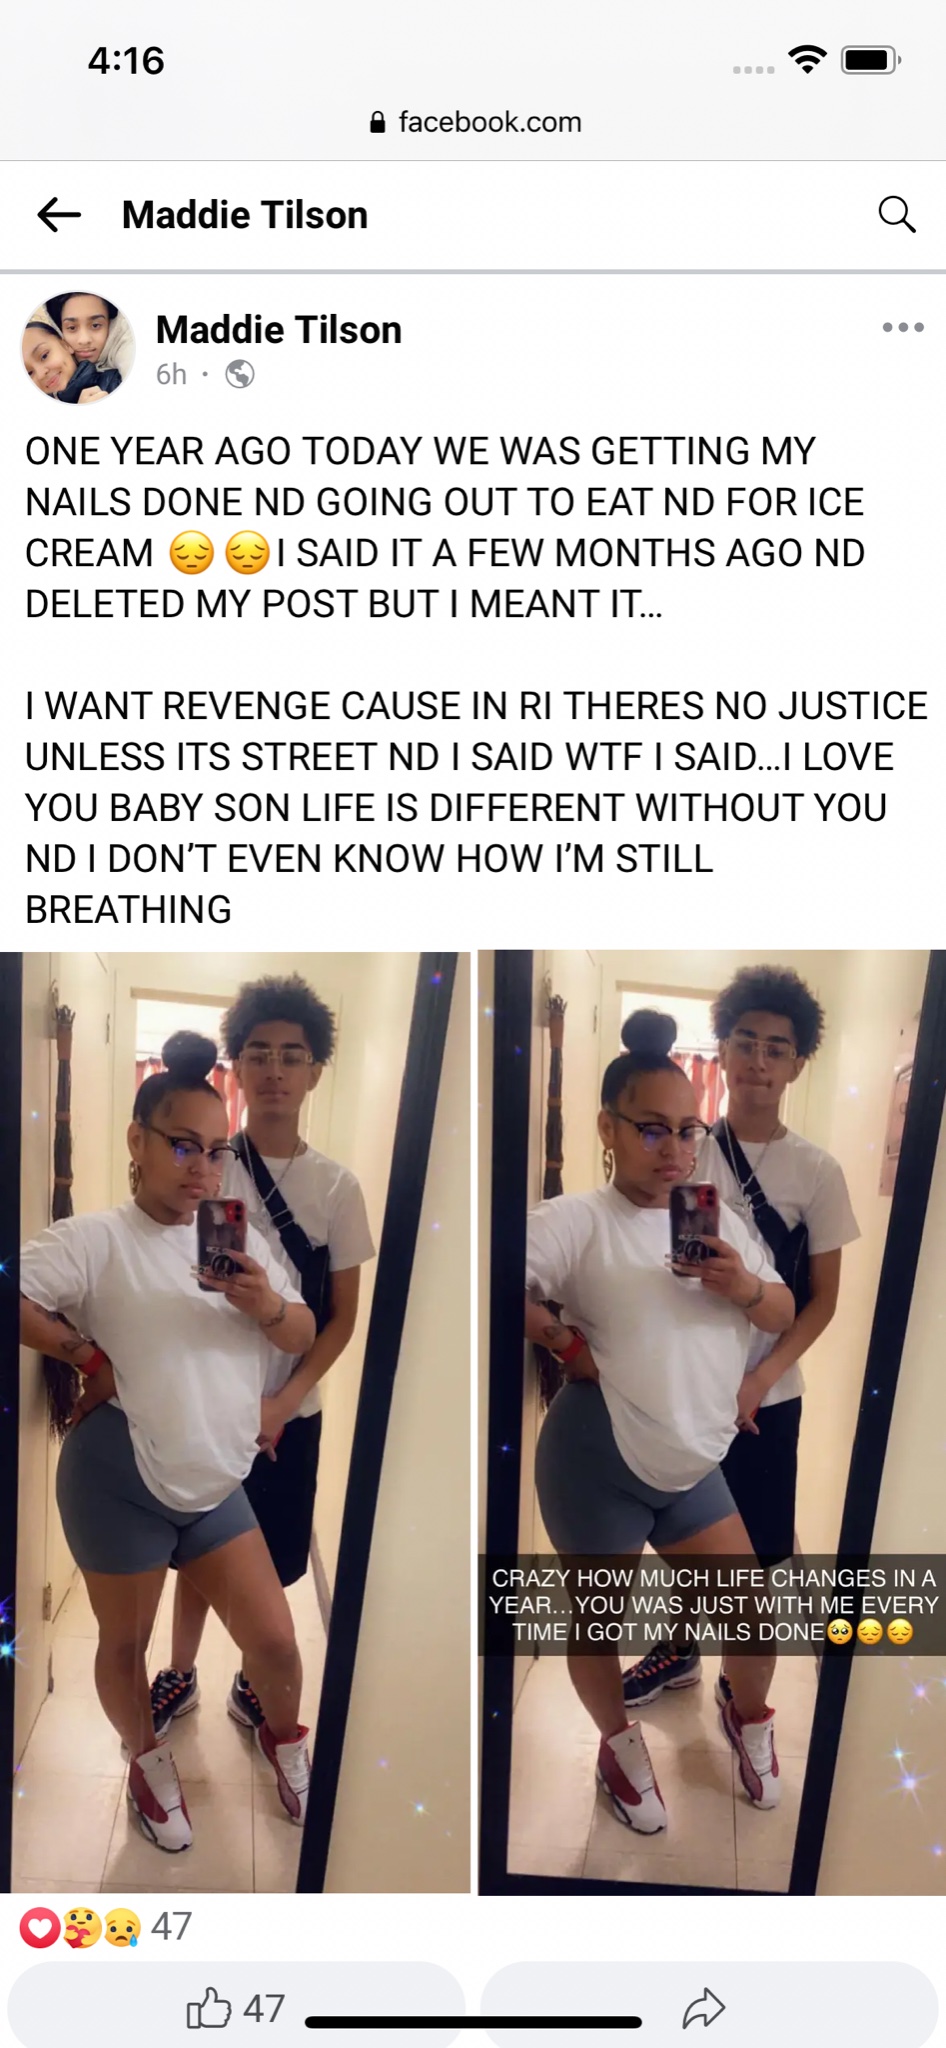 4:16
facebook.com
Maddie Tilson
Maddie Tilson
6h ·
ONE YEAR AGO TODAY WE WAS GETTING MY
NAILS DONE ND GOING OUT TO EAT ND FOR ICE
CREAM 😔😔I SAID IT A FEW MONTHS AGO ND
DELETED MY POST BUT I MEANT IT...
I WANT REVENGE CAUSE IN RI THERES NO JUSTICE
UNLESS ITS STREET ND I SAID WTF I SAID...I LOVE
YOU BABY SON LIFE IS DIFFERENT WITHOUT YOU
ND I DON'T EVEN KNOW HOW I'M STILL
BREATHING
CRAZY HOW MUCH LIFE CHANGES IN A
YEAR...YOU WAS JUST WITH ME EVERY
TIME I GOT MY NAILS DONE🥺😔😔
47
47